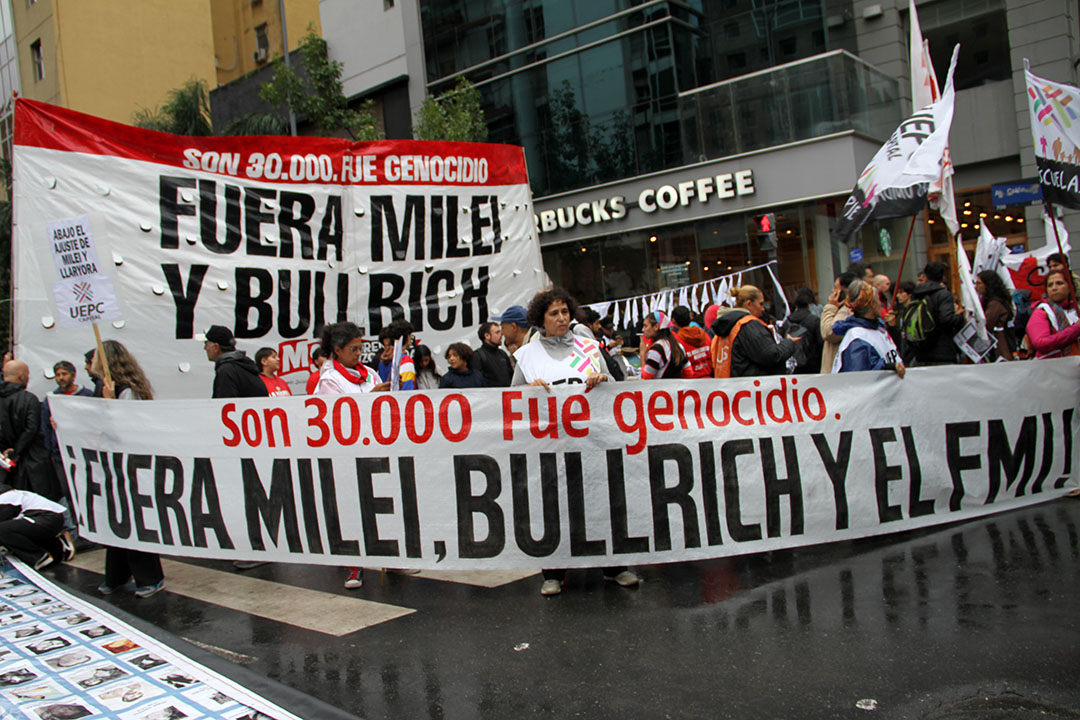 SON 30.000. FUE GENOCIDIO
FUERA MILEI
Y BULLRICH
ABAJO EL
AJUSTE DE
MILEI Y
LLARYORA
UEPC
CAPITAL
RBUCKS COFFEE
Son 30.000 Fue genocidio.
¡FUERA MILEI, BULLRICH Y EL FMI!